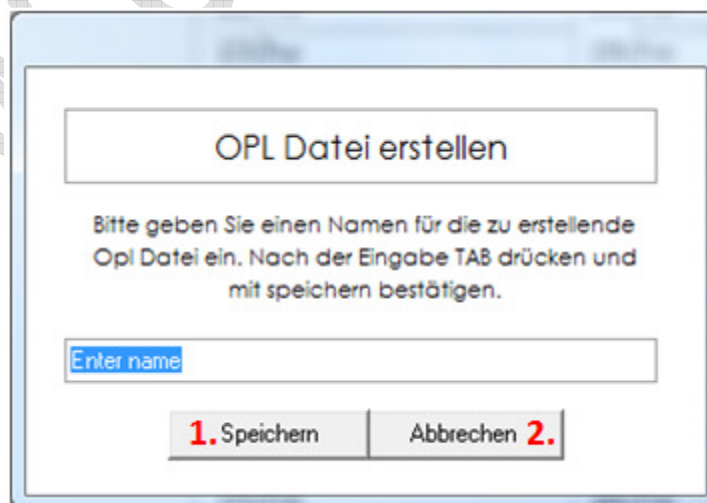 OPL Datei erstellen
Bitte geben Sie einen Namen für die zu erstellende
Opl Datei ein. Nach der Eingabe TAB drücken und
mit speichern bestätigen.
Enter name
1. Speichern Abbrechen 2.